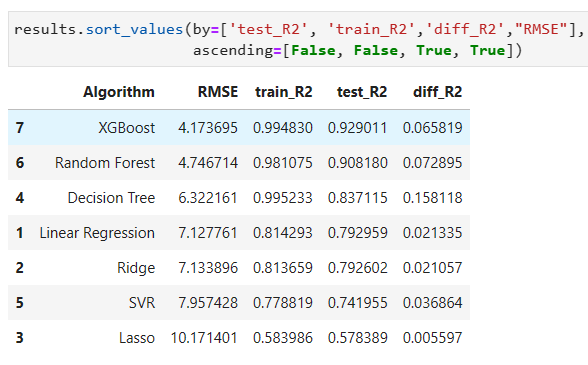 results.sort_values(by=['test_R2', 'train_R2','diff_R2',"RMSE"],
ascending=[False, False, True, True])
Algorithm RMSE train_R2 test_R2 diff_R2
7 XGBoost 4.173695 0.994830 0.929011 0.065819
6 Random Forest 4.746714 0.981075 0.908180 0.072895
4 Decision Tree 6.322161 0.995233 0.837115 0.158118
1 Linear Regression 7.127761 0.814293 0.792959 0.021335
2 Ridge 7.133896 0.813659 0.792602 0.021057
5 SVR 7.957428 0.778819 0.741955 0.036864
3 Lasso 10.171401 0.583986 0.578389 0.005597